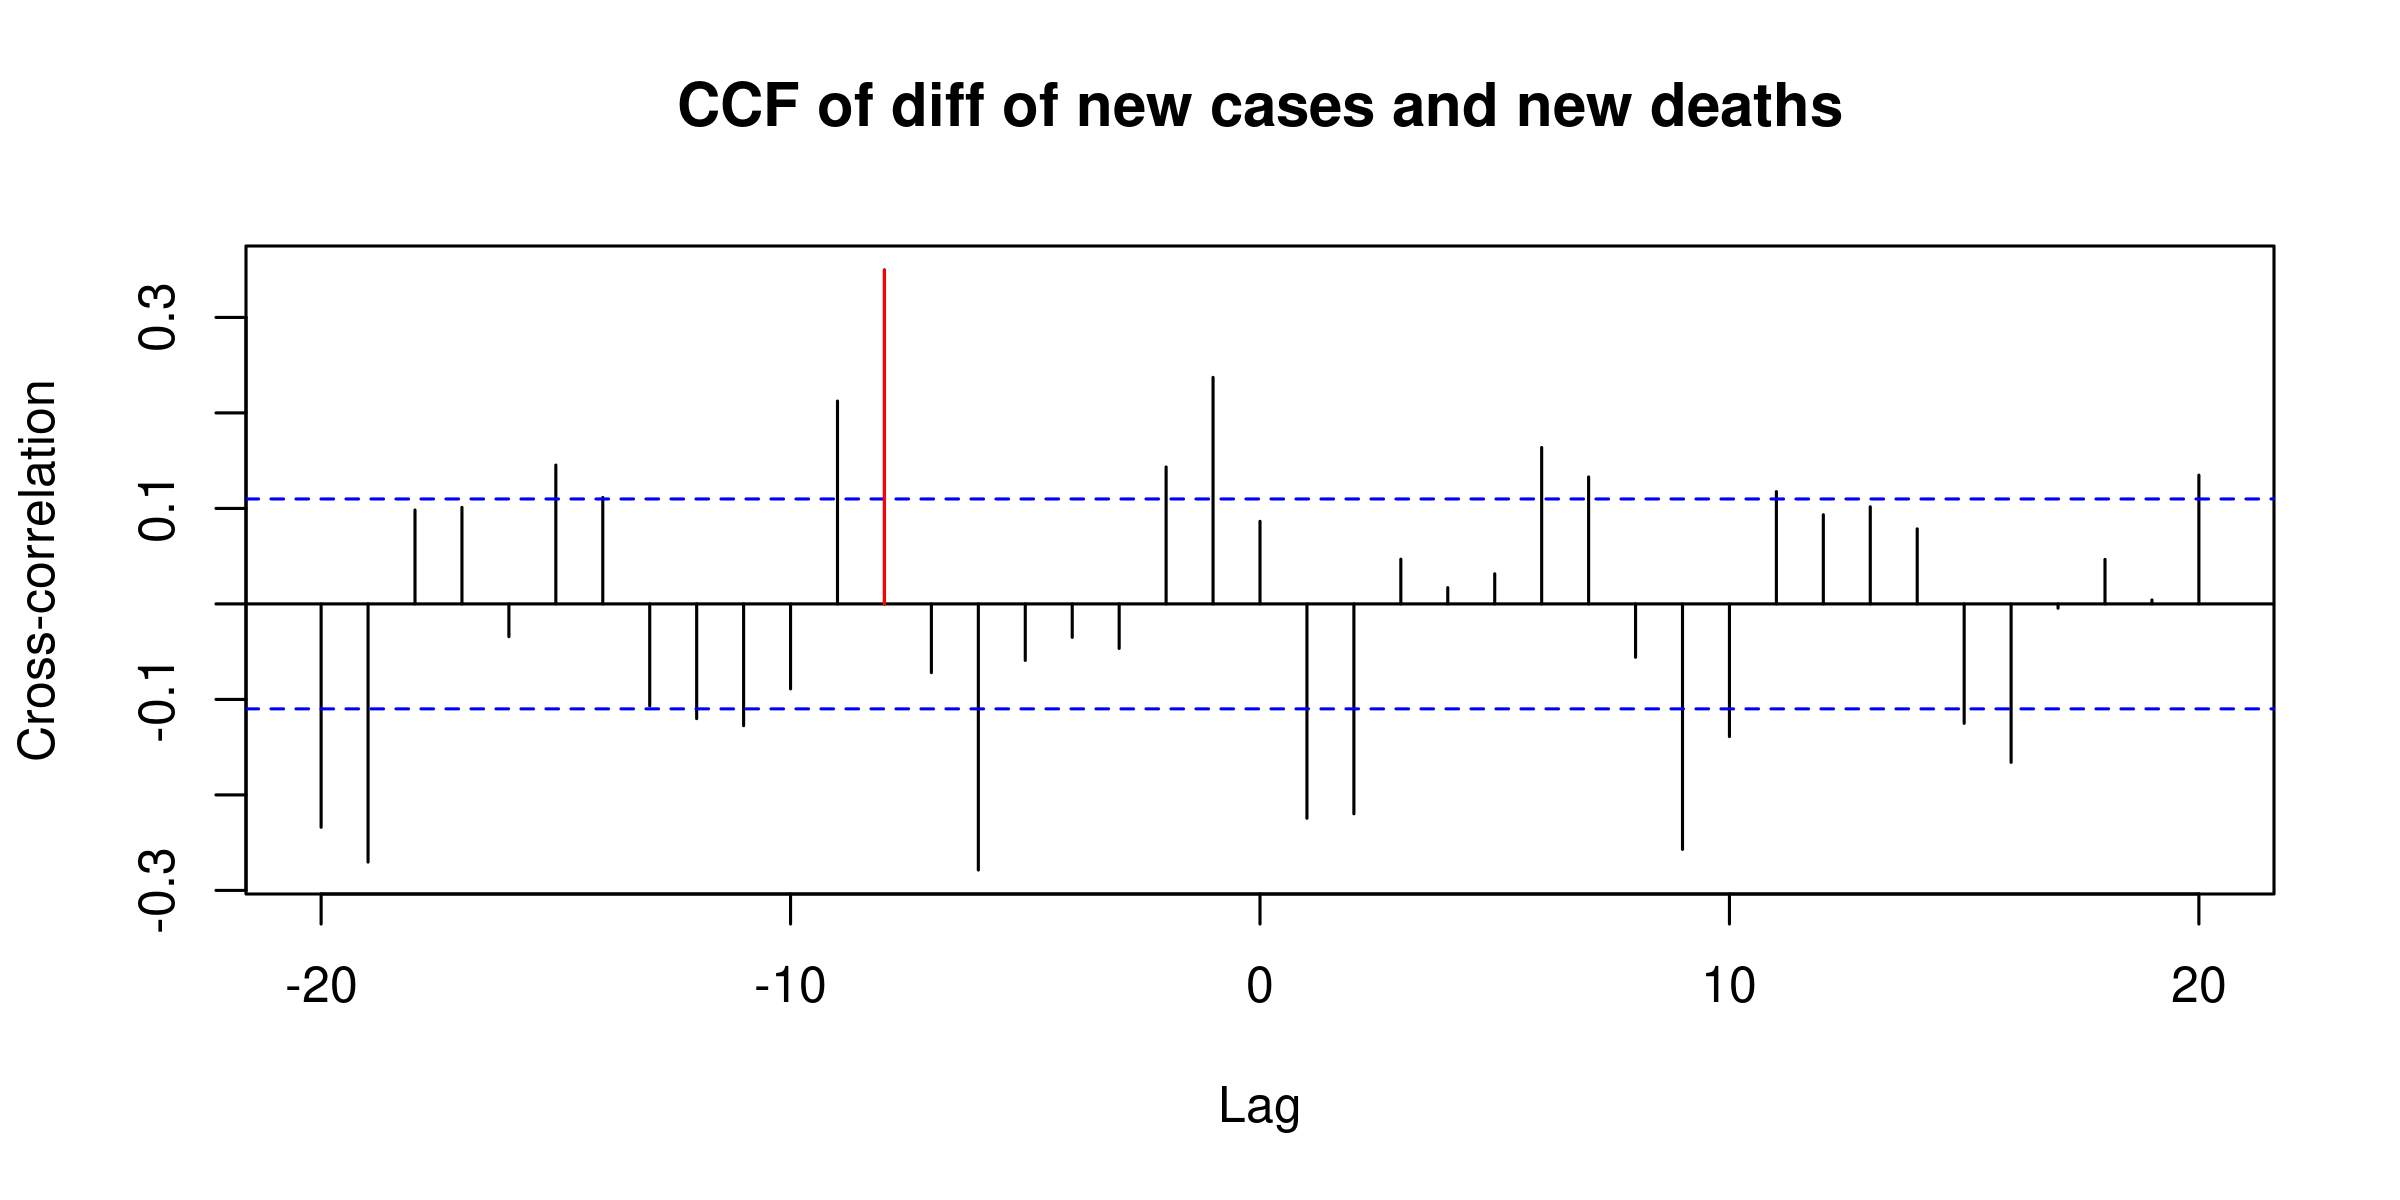 CCF of diff of new cases and new deaths
Cross-correlation
0.3
0.1
-0.1
-0.3
-20 -10 0 10 20
Lag